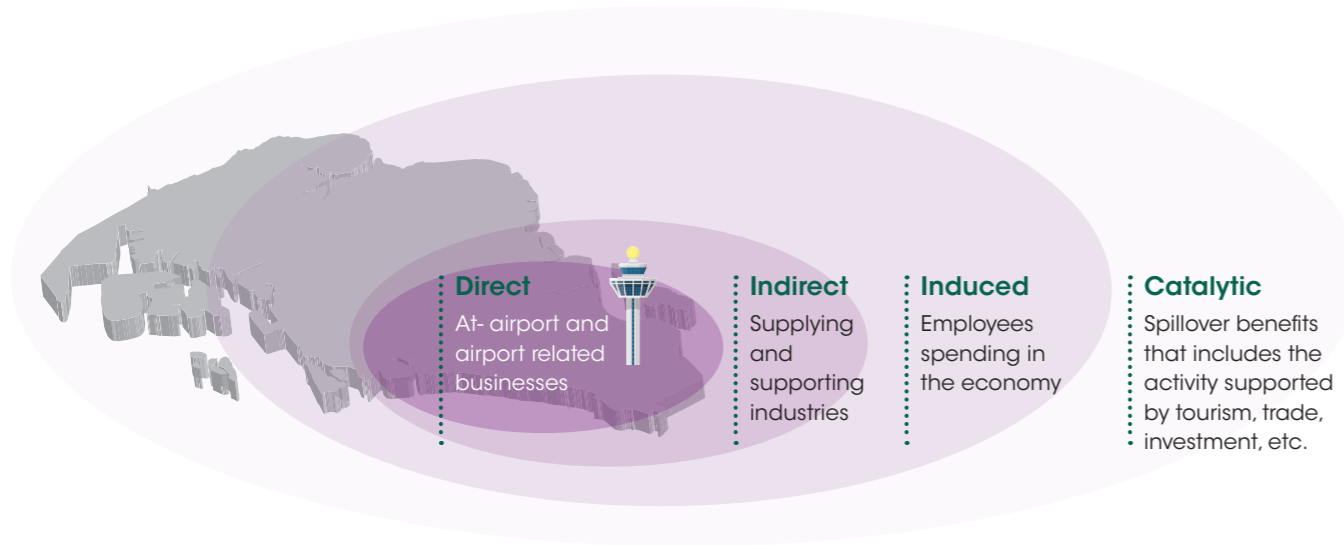 Direct
At- airport and
airport related
businesses
Indirect
Supplying
and
supporting
industries
Induced
Employees
spending in
the economy
Catalytic
Spillover benefits
that includes the
activity supported
by tourism, trade,
investment, etc.